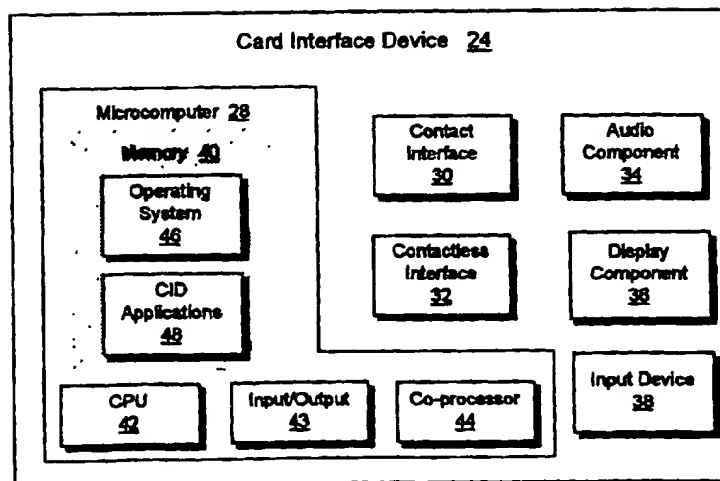 Card Interface Device 24
Microcomputer 28
Memory 40
Operating
System
46
CID
Applications
48
CPU
42
Input/Output
43
Co-processor
44
Contact
Interface
30
Audio
Component
34
Contactless
Interface
32
Display
Component
36
Input Device
38